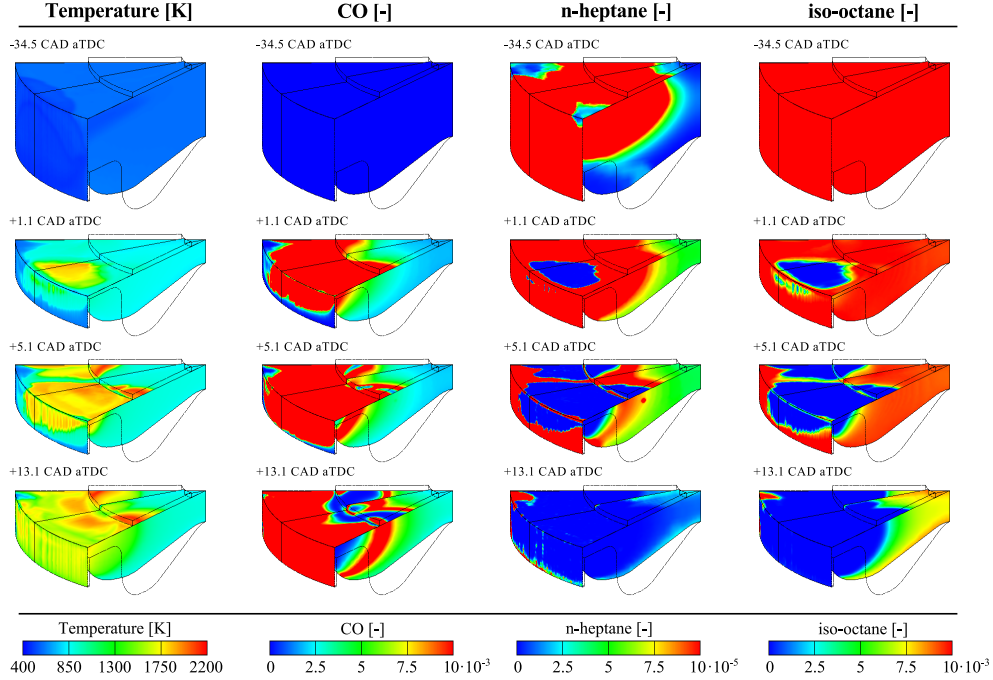 Temperature [K] CO [-] n-heptane [-] iso-octane [-]
-34.5 CAD aTDC -34.5 CAD aTDC -34.5 CAD aTDC
+1.1 CAD aTDC +1.1 CAD aTDC +1.1 CAD aTDC +1.1 CAD aTDC
+5.1 CAD aTDC +5.1 CAD aTDC +5.1 CAD aTDC +5.1 CAD aTDC
+13.1 CAD aTDC +13.1 CAD aTDC +13.1 CAD aTDC +13.1 CAD aTDC
Temperature [K] CO [-] n-heptane [-] iso-octane [-]
400 850 1300 1750 2200 0 2.5 5 7.5 10·10⁻³ 0 2.5 5 7.5 10·10⁻⁵ 0 2.5 5 7.5 10·10⁻³